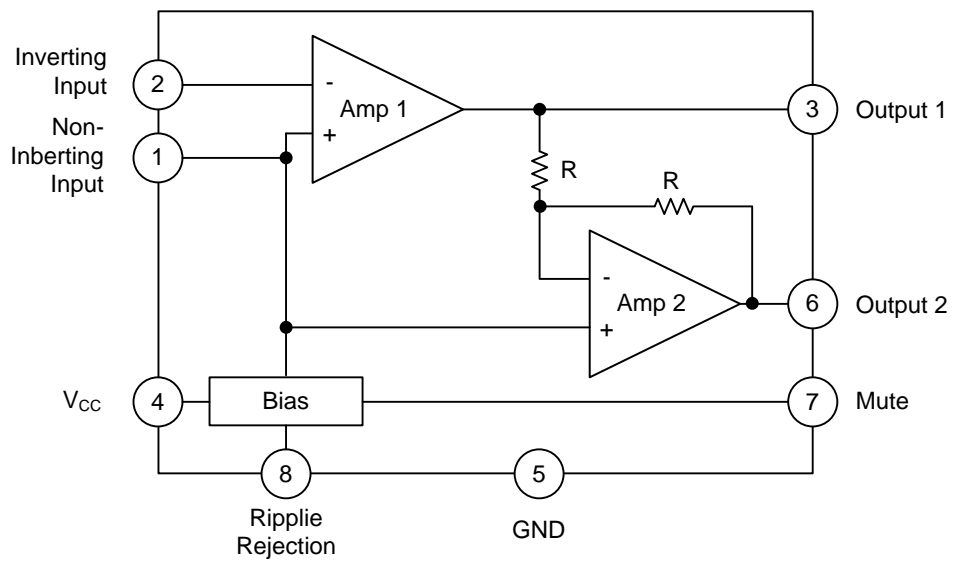 Inverting
Input
2
-
Amp 1
+
3
Output 1
Non-
Inberting
Input
1
R
R
-
Amp 2
+
6
Output 2
VCC
4
Bias
7
Mute
8
5
Ripplie
Rejection
GND